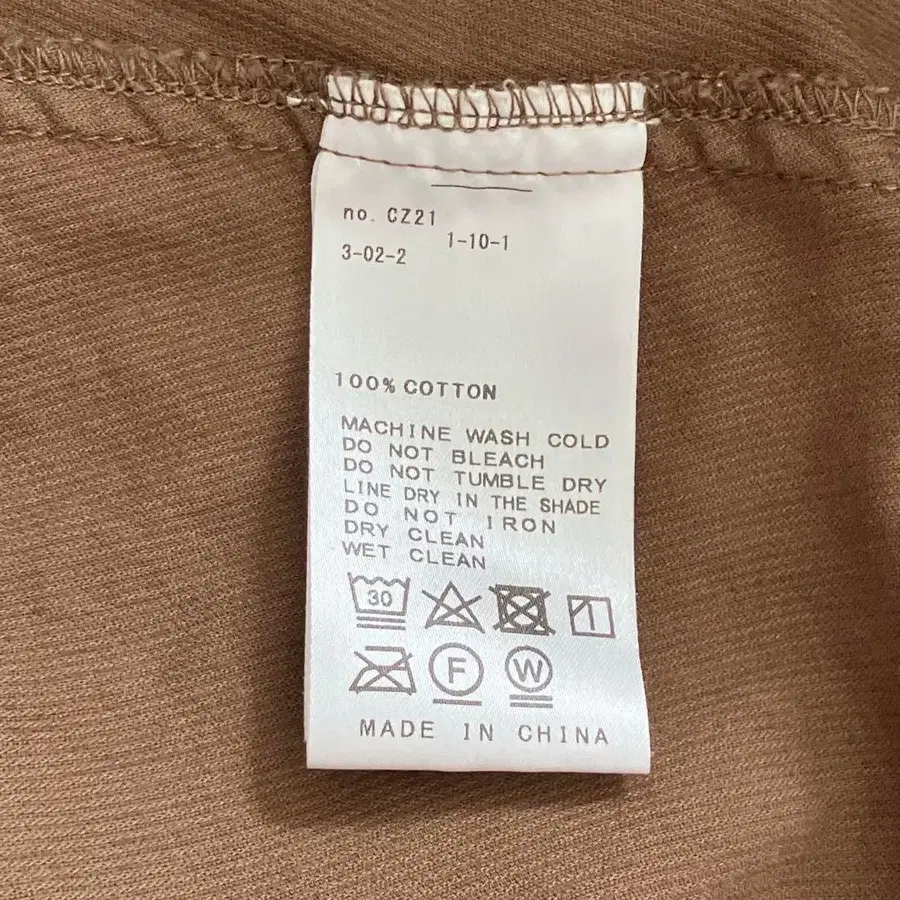 no. CZ21
1-10-1
3-02-2
100% COTTON
MACHINE WASH COLD
DO NOT BLEACH
DO NOT TUMBLE DRY
LINE DRY IN THE SHADE
DO NOT IRON
DRY CLEAN
WET CLEAN
30
F W
MADE IN CHINA